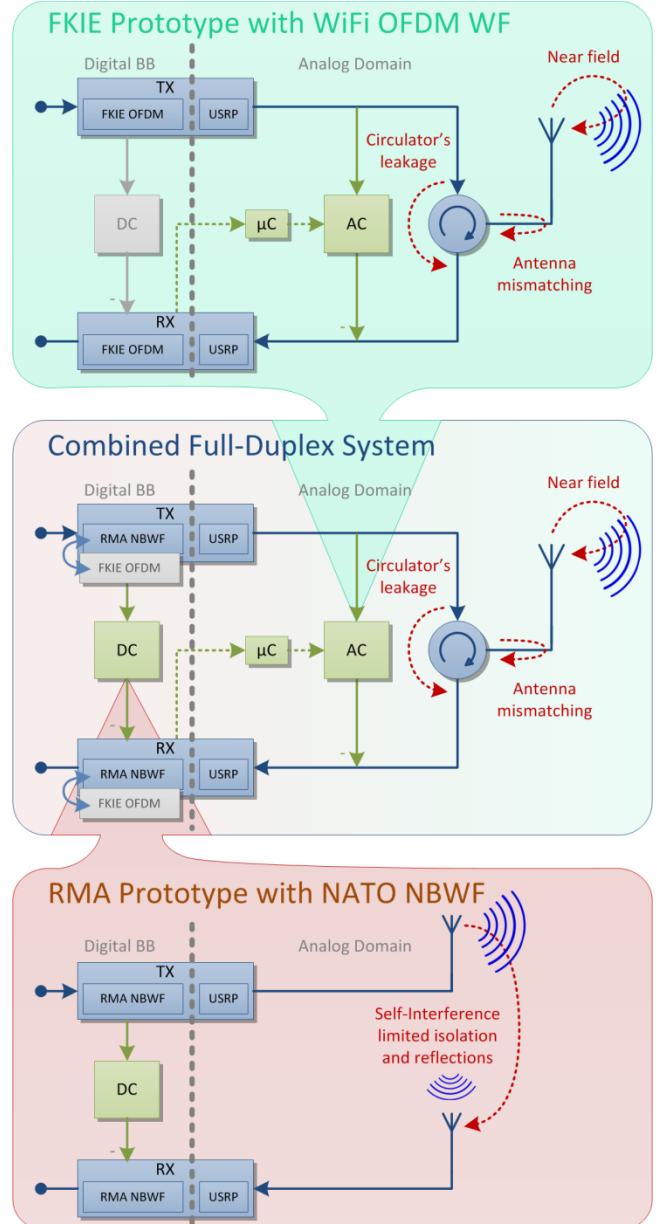 FKIE Prototype with WiFi OFDM WF
Digital BB
Analog Domain
Near field
TX
FKIE OFDM
USRP
Circulator's
leakage
DC
µC
AC
Antenna
mismatching
-
-
RX
FKIE OFDM
USRP
Combined Full-Duplex System
Digital BB
Analog Domain
Near field
TX
RMA NBWF
USRP
FKIE OFDM
Circulator's
leakage
DC
µC
AC
Antenna
mismatching
-
-
RX
RMA NBWF
USRP
FKIE OFDM
RMA Prototype with NATO NBWF
Digital BB
Analog Domain
TX
RMA NBWF
USRP
Self-Interference
limited isolation
and reflections
DC
-
RX
RMA NBWF
USRP